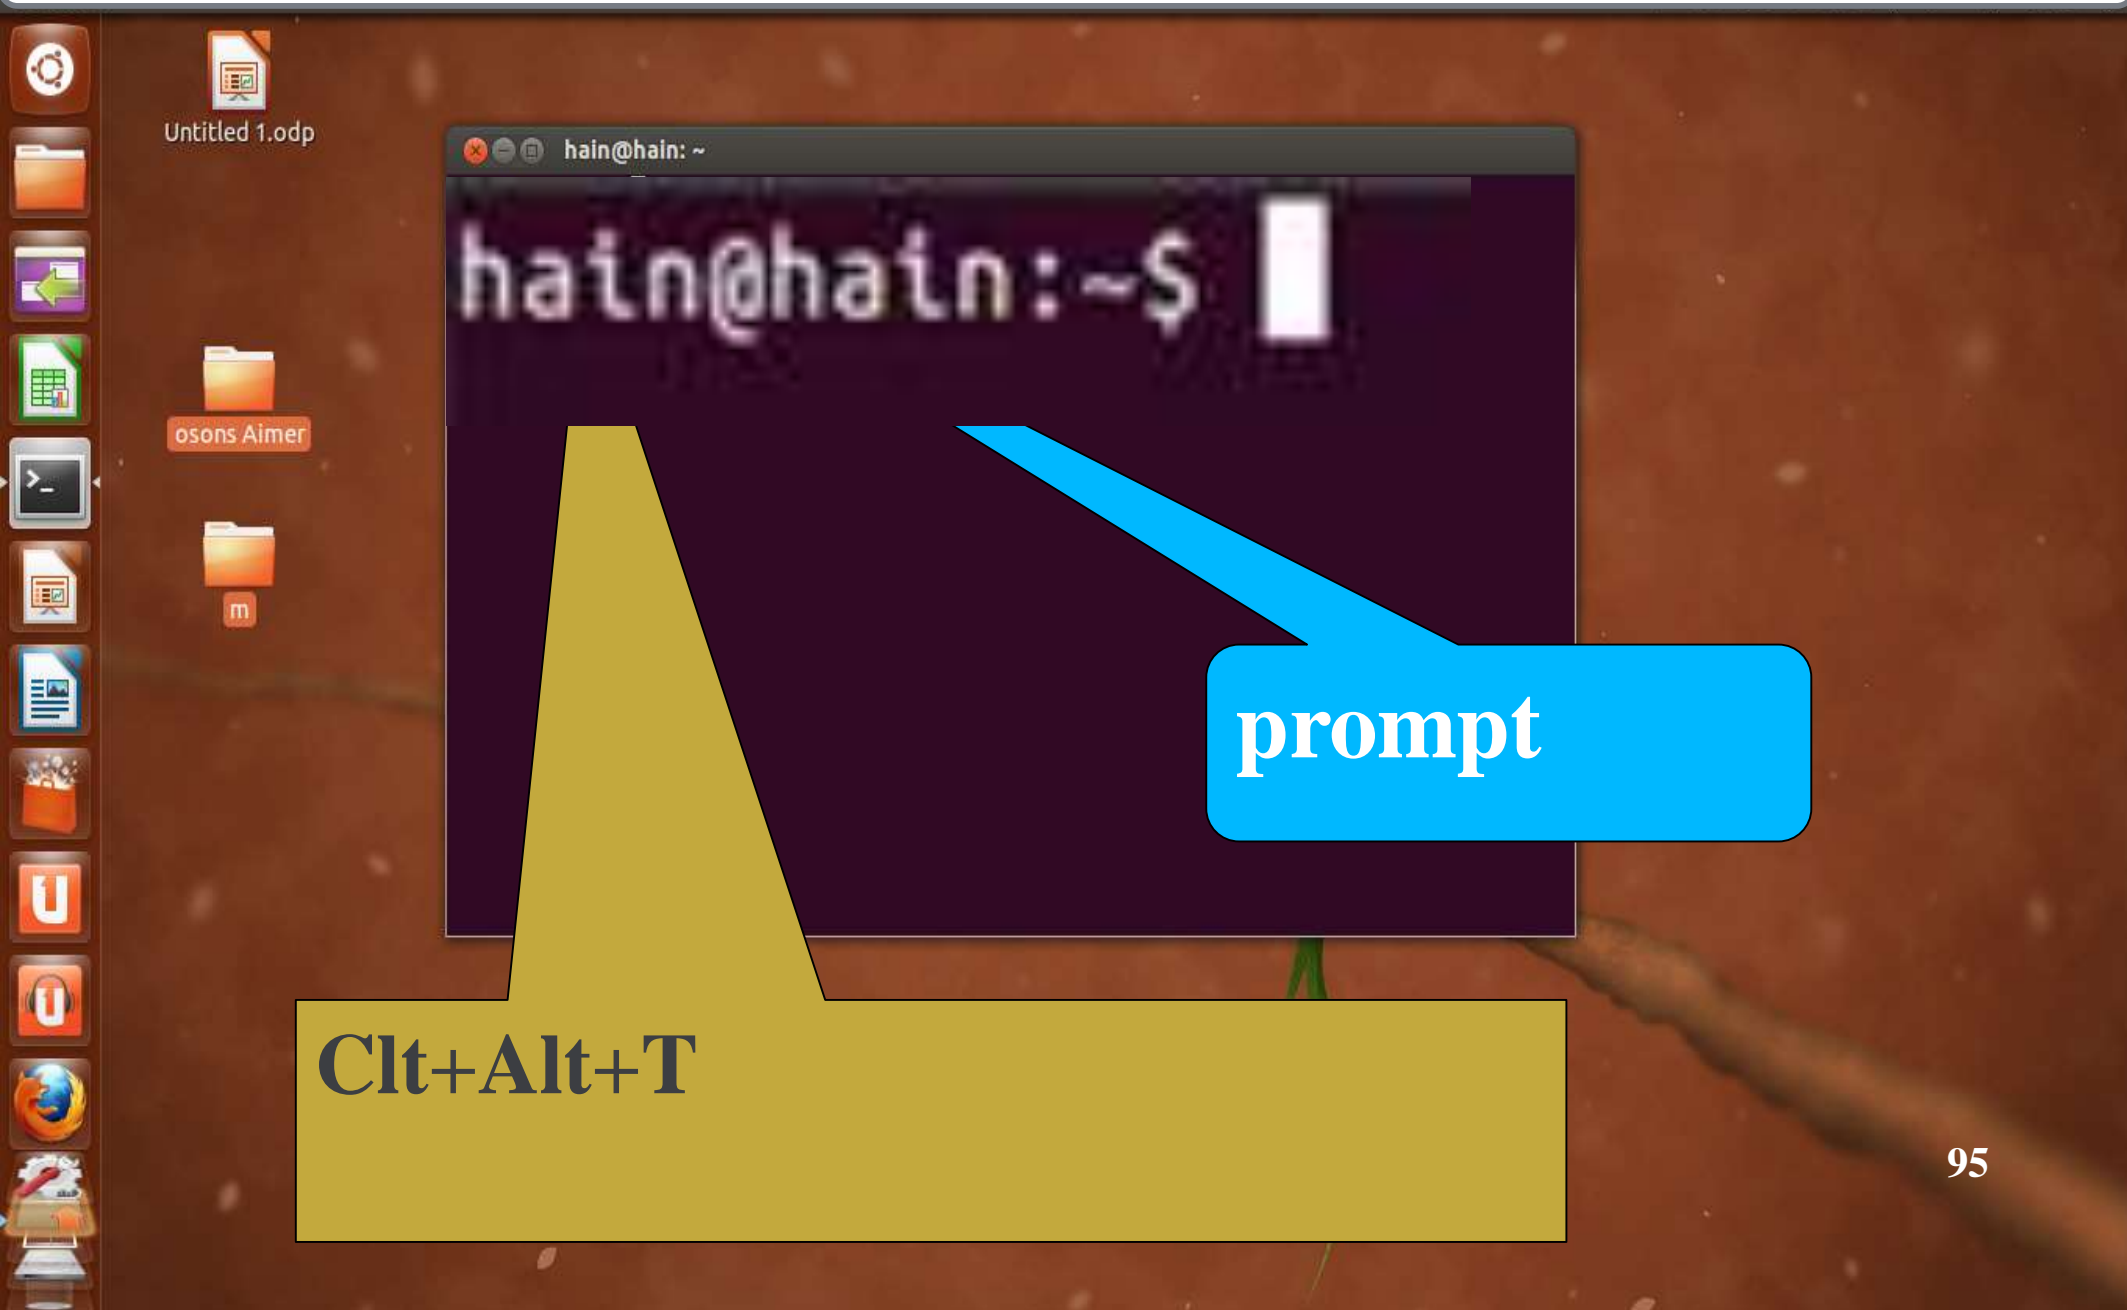 Untitled 1.odp
hain@hain: ~
hain@hain:~$
osons Aimer
m
prompt
Clt+Alt+T
95